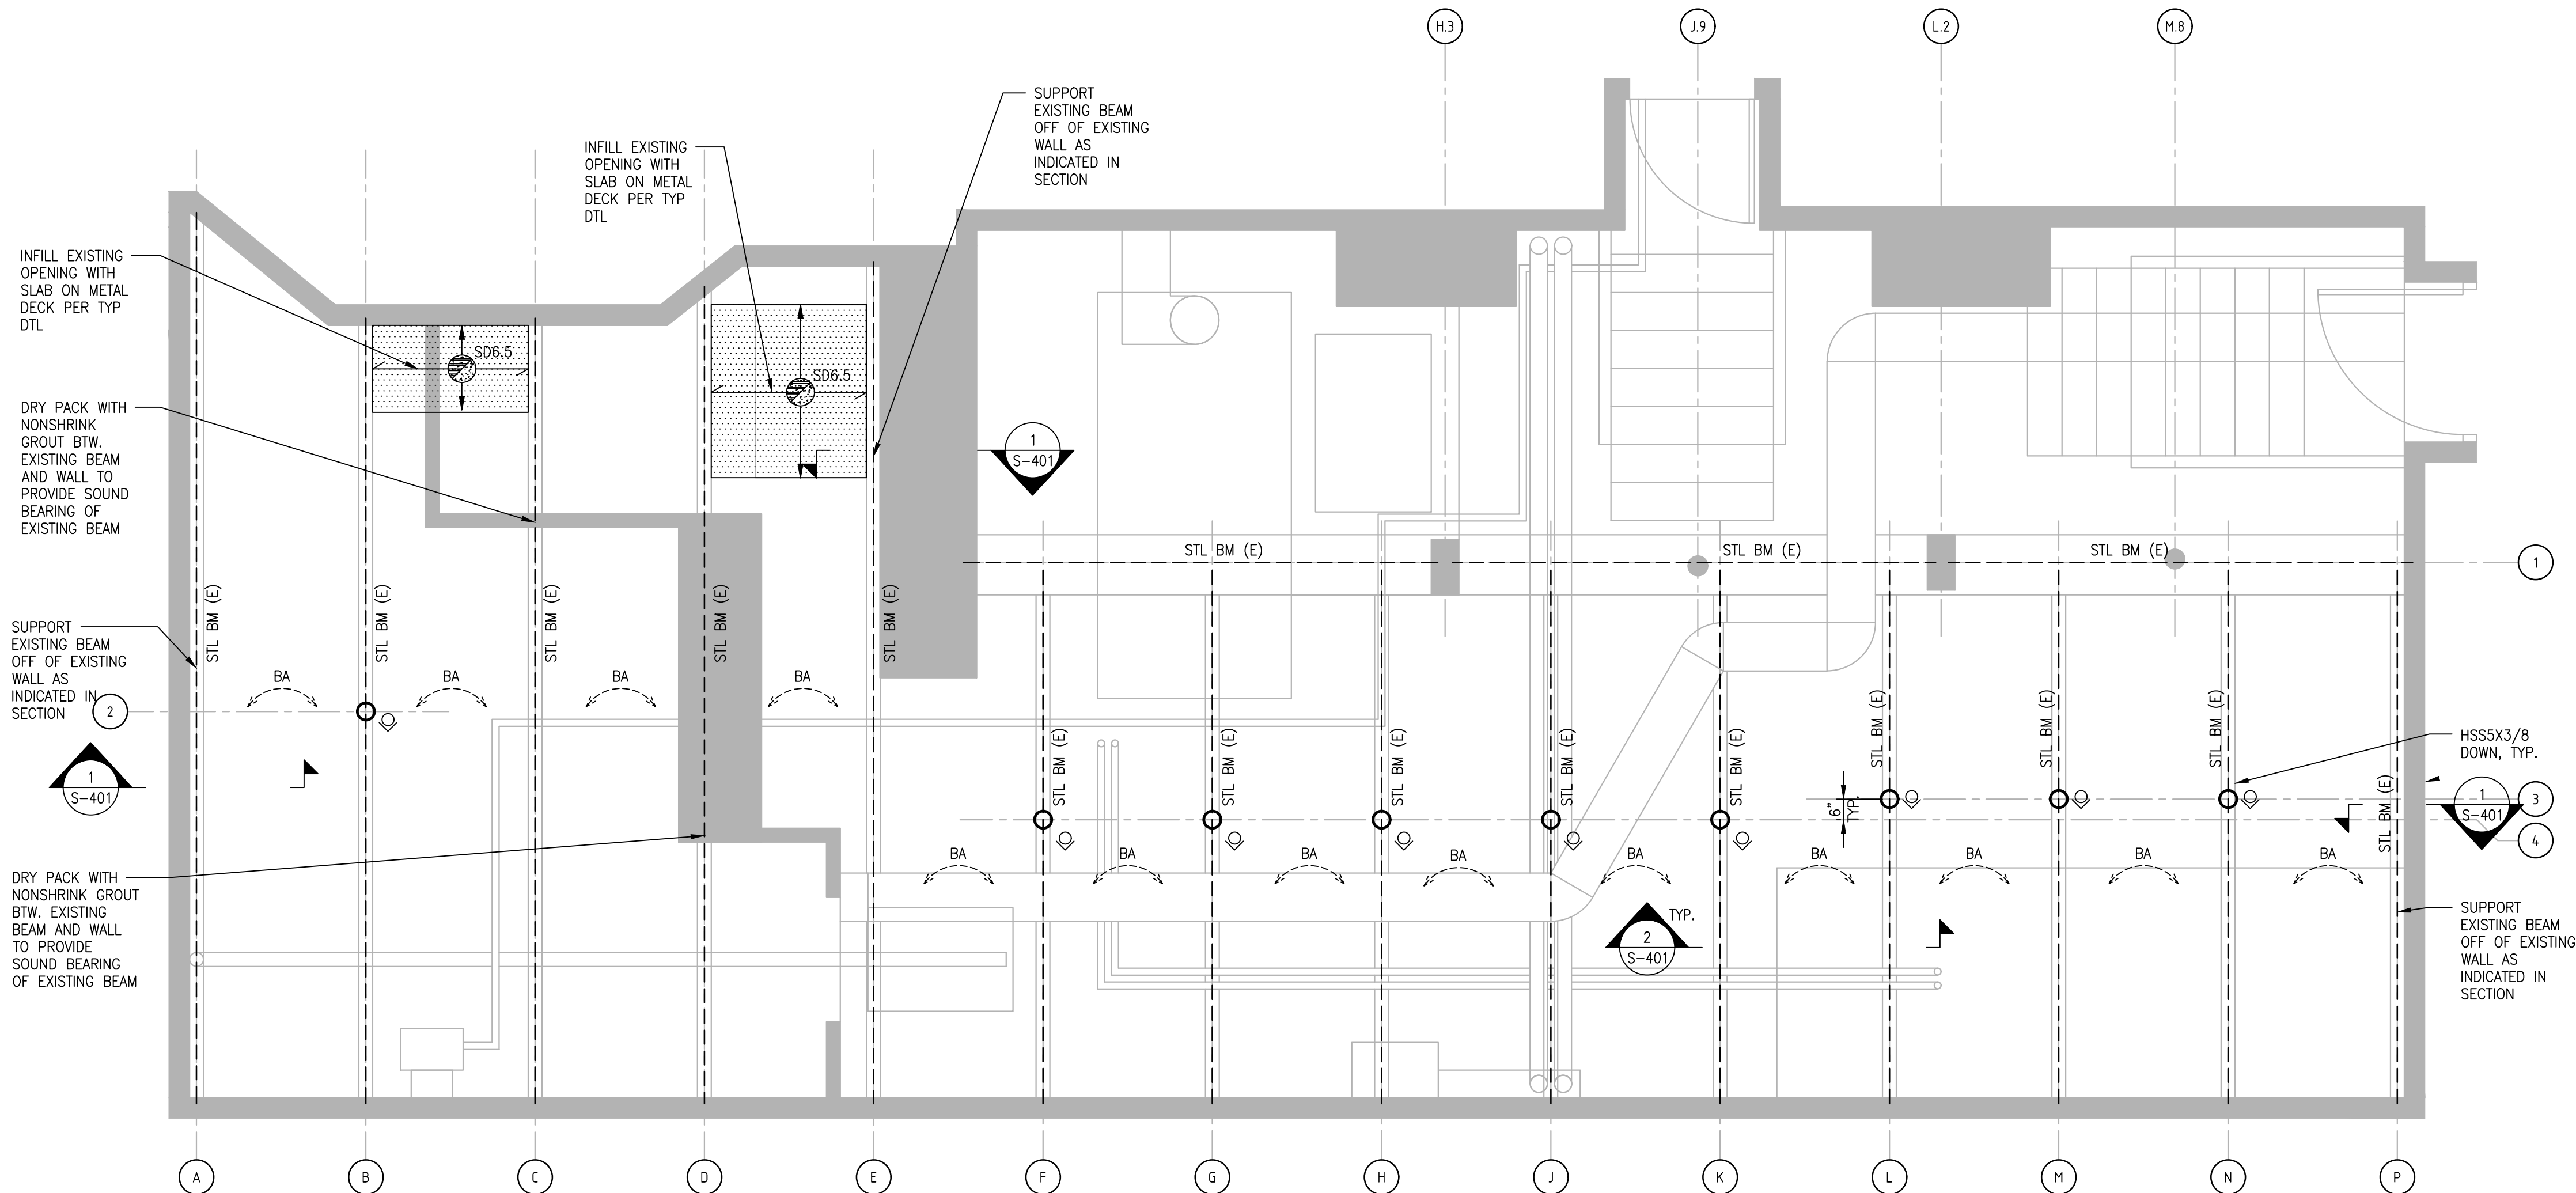 H.3
J.9
L.2
M.8
SUPPORT
EXISTING BEAM
OFF OF EXISTING
WALL AS
INDICATED IN
SECTION
INFILL EXISTING
OPENING WITH
SLAB ON METAL
DECK PER TYP
DTL
INFILL EXISTING
OPENING WITH
SLAB ON METAL
DECK PER TYP
DTL
SD6.5
SD6.5
DRY PACK WITH
NONSHRINK
GROUT BTW.
EXISTING BEAM
AND WALL TO
PROVIDE SOUND
BEARING OF
EXISTING BEAM
1
S-401
STL BM (E)
STL BM (E)
STL BM (E)
1
SUPPORT
EXISTING BEAM
OFF OF EXISTING
WALL AS
INDICATED IN
SECTION
2
STL BM (E)
STL BM (E)
STL BM (E)
STL BM (E)
STL BM (E)
BA
BA
BA
BA
1
S-401
STL BM (E)
STL BM (E)
STL BM (E)
STL BM (E)
STL BM (E)
STL BM (E)
STL BM (E)
STL BM (E)
STL BM (E)
HSS5X3/8
DOWN, TYP.
6"
TYP.
1
S-401
3
4
BA
BA
BA
BA
BA
BA
BA
BA
BA
DRY PACK WITH
NONSHRINK GROUT
BTW. EXISTING
BEAM AND WALL
TO PROVIDE
SOUND BEARING
OF EXISTING BEAM
TYP.
2
S-401
SUPPORT
EXISTING BEAM
OFF OF EXISTING
WALL AS
INDICATED IN
SECTION
A
B
C
D
E
F
G
H
J
K
L
M
N
P